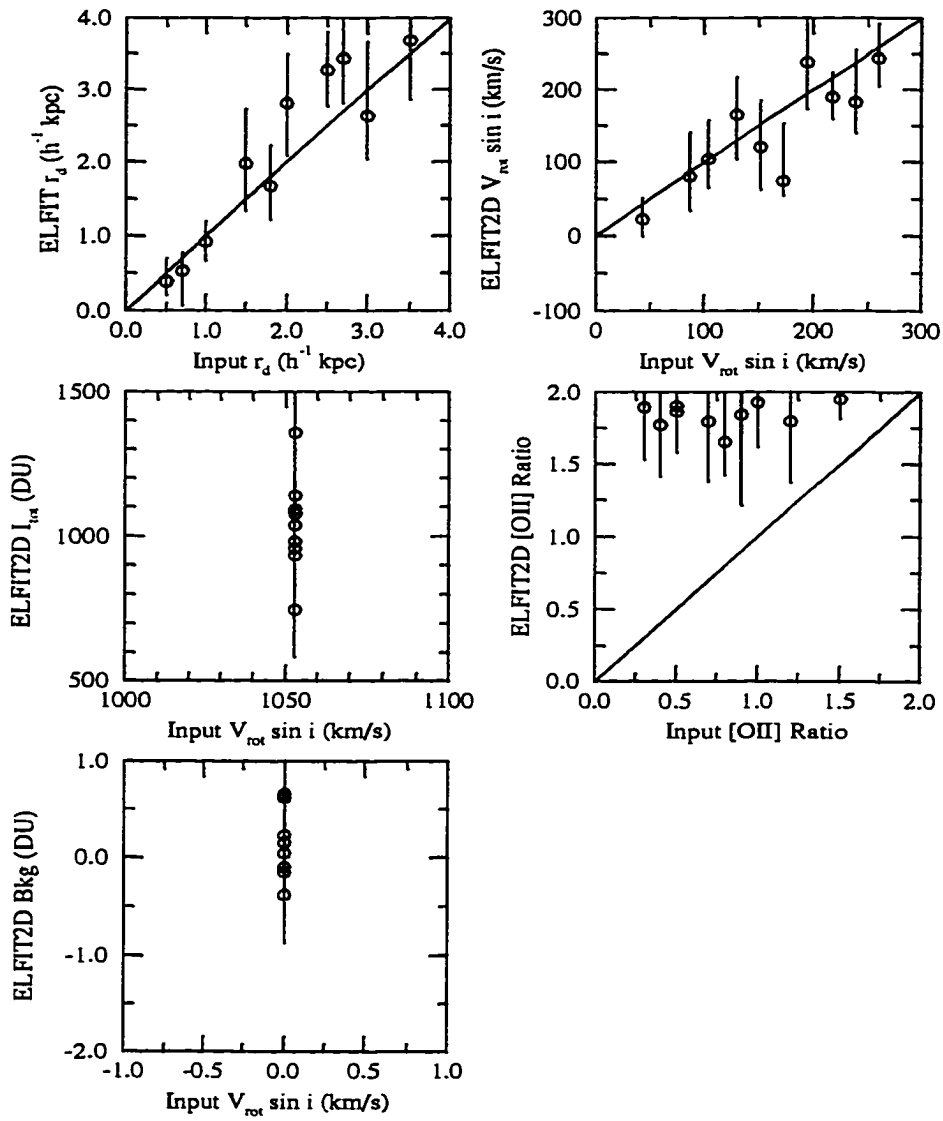 4.0
3.0
2.0
1.0
0.0
0.0 1.0 2.0 3.0 4.0
ELFIT r_d (h^-1 kpc)
Input r_d (h^-1 kpc)
300
200
100
0
-100
0 100 200 300
ELFIT2D V_rot sin i (km/s)
Input V_rot sin i (km/s)
1500
1000
500
1000 1050 1100
ELFIT2D I_tot (DU)
Input V_rot sin i (km/s)
2.0
1.5
1.0
0.5
0.0
0.0 0.5 1.0 1.5 2.0
ELFIT2D [OII] Ratio
Input [OII] Ratio
1.0
0.0
-1.0
-2.0
-1.0 -0.5 0.0 0.5 1.0
ELFIT2D Bkg (DU)
Input V_rot sin i (km/s)